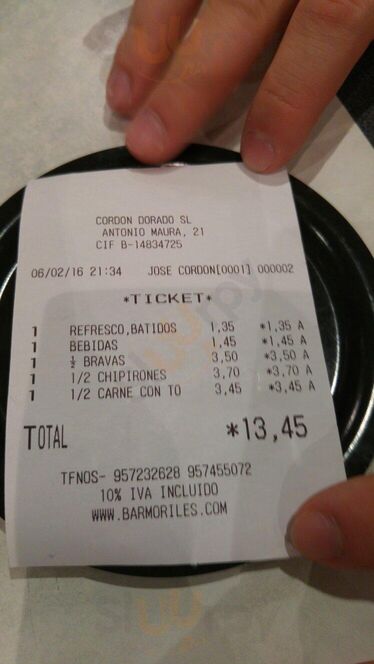 CORDON DORADO SL
ANTONIO MAURA, 21
CIF B-14834725
06/02/16 21:34 JOSE CORDON[0001] 000002
*TICKET*
1 REFRESCO,BATIDOS 1,35 *1,35 A
1 BEBIDAS 1,45 *1,45 A
1 ½ BRAVAS 3,50 *3,50 A
1 1/2 CHIPIRONES 3,70 *3,70 A
1 1/2 CARNE CON TO 3,45 *3,45 A
TOTAL *13,45
TFNOS- 957232628 957455072
10% IVA INCLUIDO
WWW.BARMORILES.COM